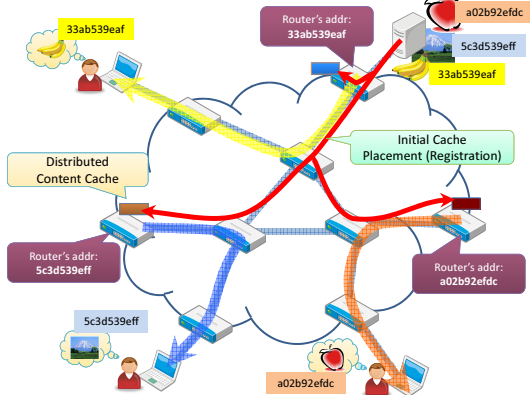 33ab539eaf
Router's addr:
33ab539eaf
a02b92efdc
5c3d539eff
33ab539eaf
Initial Cache
Placement (Registration)
Distributed
Content Cache
Router's addr:
5c3d539eff
Router's addr:
a02b92efdc
5c3d539eff
a02b92efdc